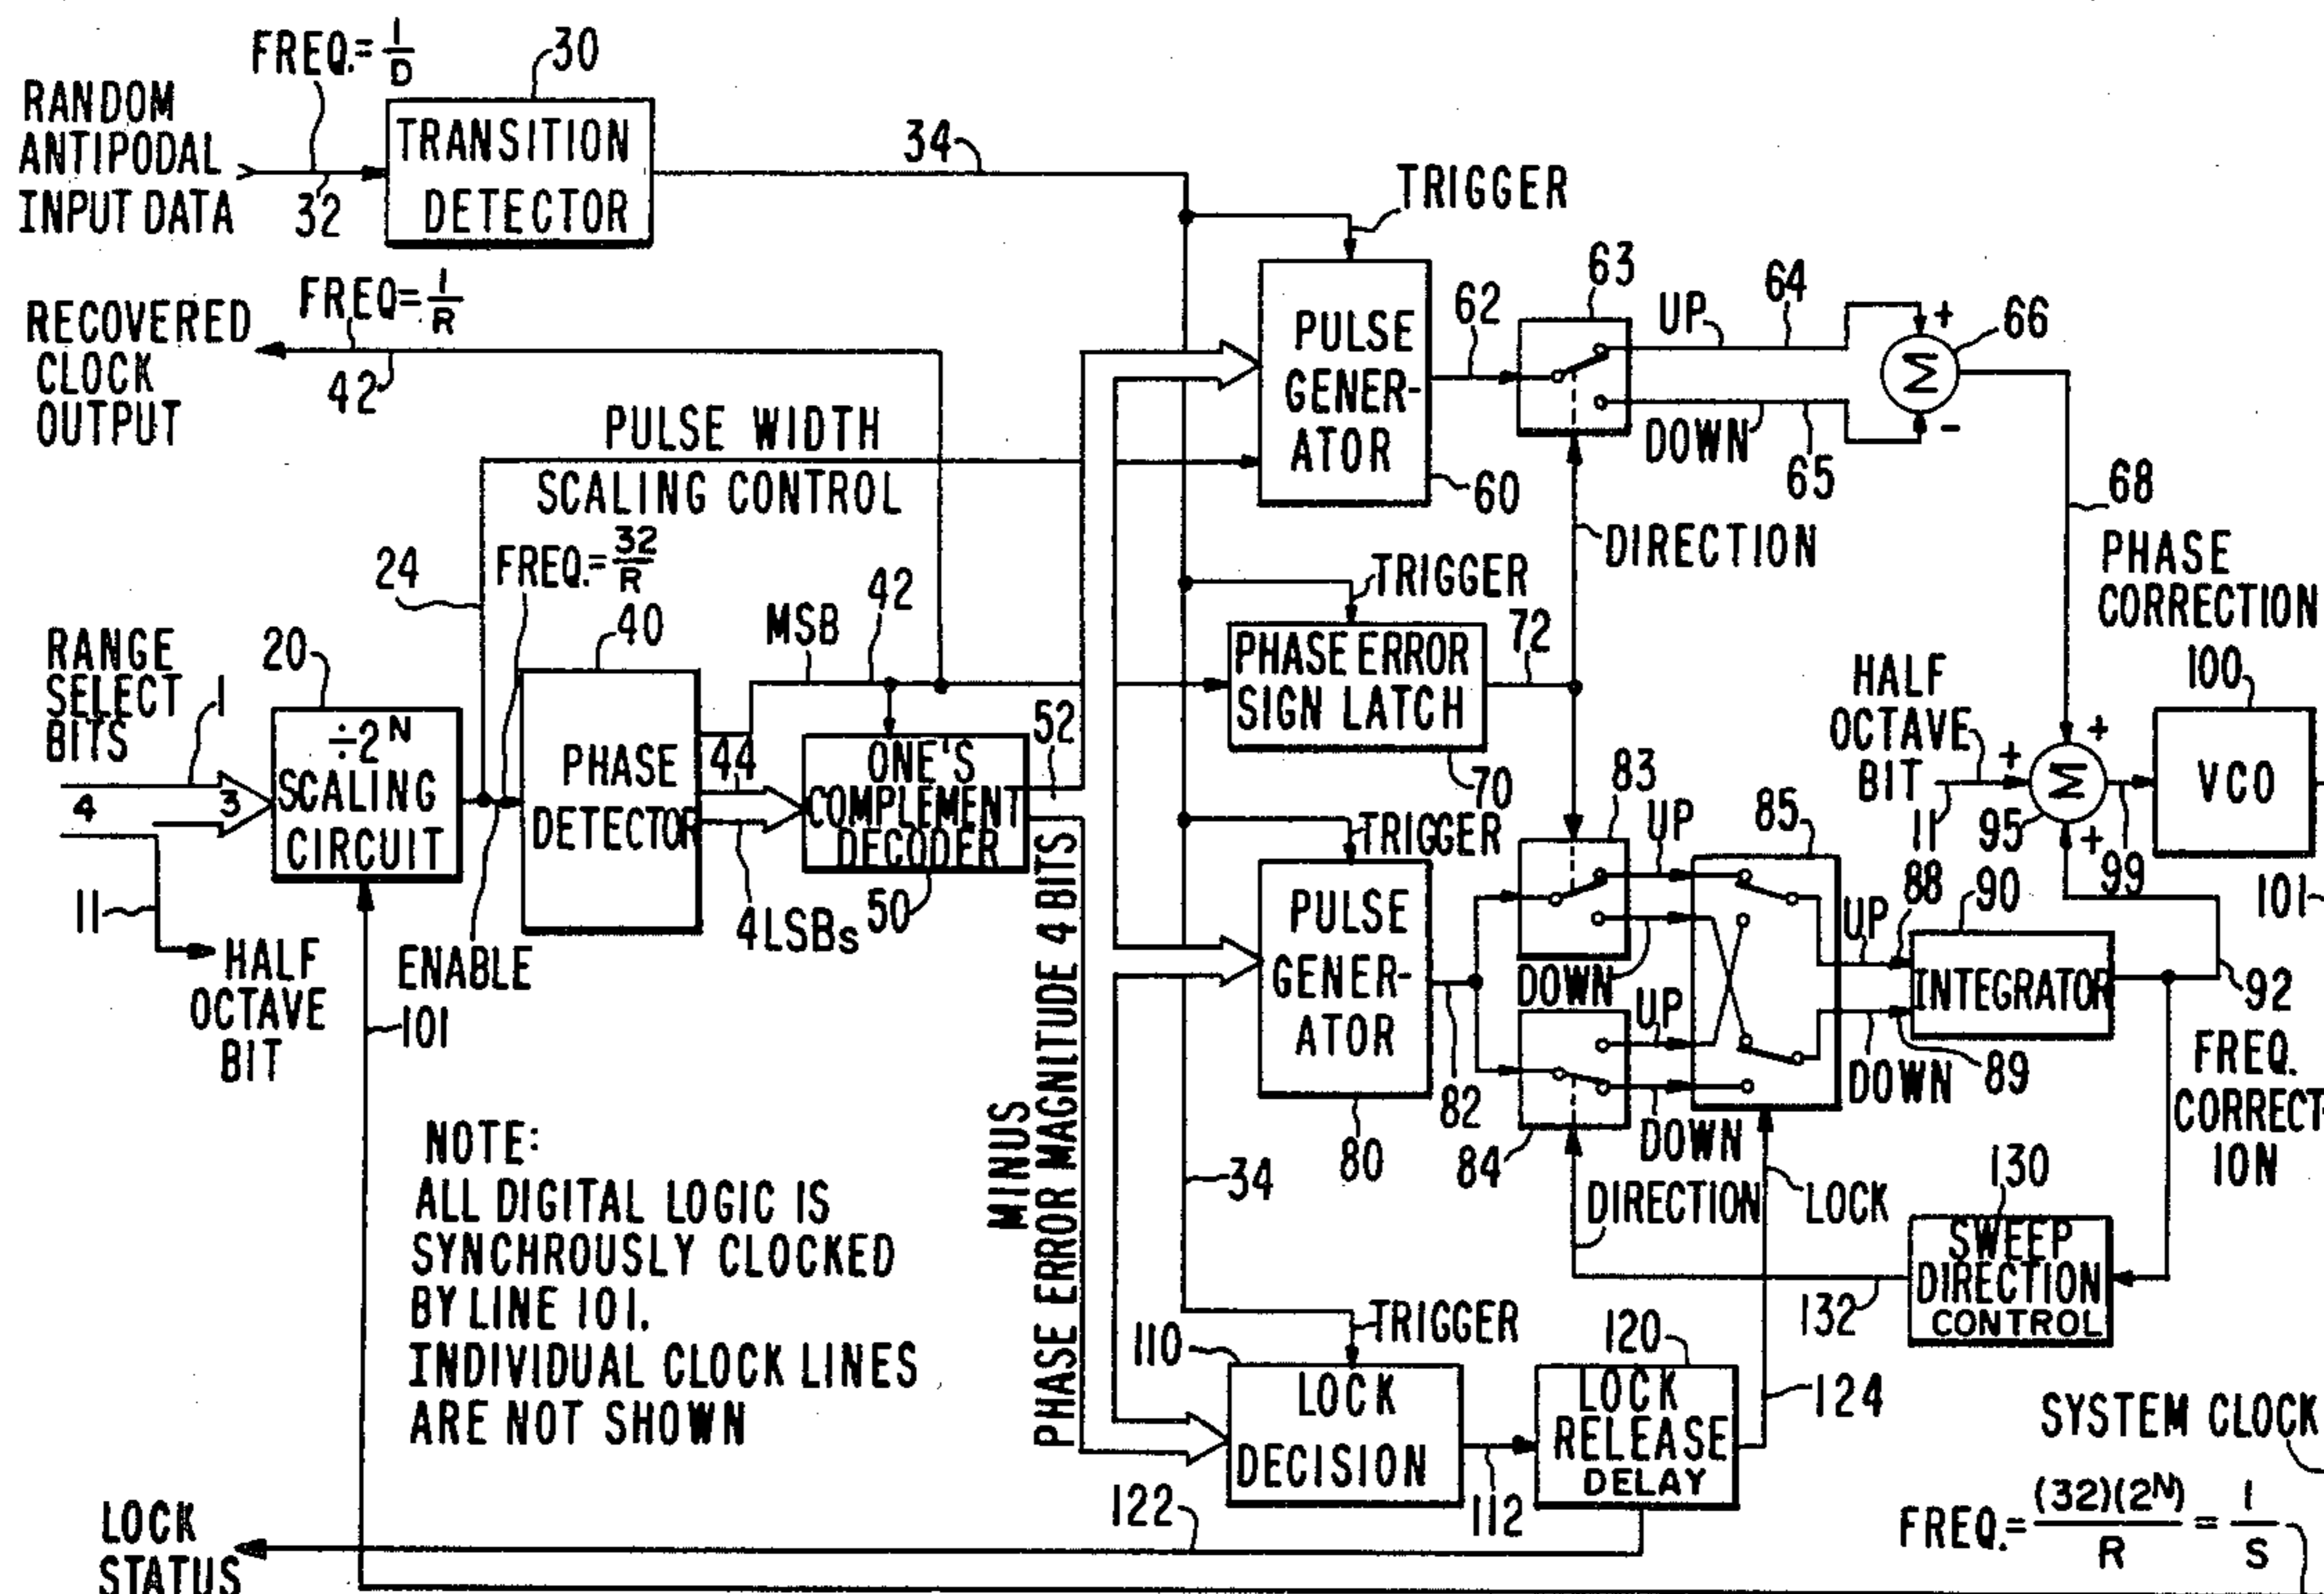 FREQ.= 1/D
30
RANDOM
ANTIPODAL
INPUT DATA
32
TRANSITION
DETECTOR
34
TRIGGER
FREQ= 1/R
RECOVERED
CLOCK
OUTPUT
42
PULSE WIDTH
SCALING CONTROL
PULSE
GENER-
ATOR
60
62
63
UP
64
DOWN
65
+
-
Σ
66
68
DIRECTION
PHASE
CORRECTION
24
FREQ.= 32/R
40
MSB
42
TRIGGER
PHASE ERROR
SIGN LATCH
70
72
RANGE
SELECT
BITS
1
4
3
20
÷2^N
SCALING
CIRCUIT
11
HALF
OCTAVE
BIT
ENABLE
101
PHASE
DETECTOR
44
4LSBs
ONE'S
COMPLEMENT
DECODER
50
52
MINUS
PHASE ERROR MAGNITUDE 4 BITS
TRIGGER
PULSE
GENER-
ATOR
80
82
83
UP
DOWN
UP
DOWN
84
85
DIRECTION
LOCK
UP
88
DOWN
89
90
INTEGRATOR
HALF
OCTAVE
BIT
11
+
+
+
Σ
95
99
100
VCO
101
92
FREQ.
CORRECT-
ION
130
SWEEP
DIRECTION
CONTROL
132
34
TRIGGER
110
LOCK
DECISION
112
120
LOCK
RELEASE
DELAY
124
122
NOTE:
ALL DIGITAL LOGIC IS
SYNCHROUSLY CLOCKED
BY LINE 101.
INDIVIDUAL CLOCK LINES
ARE NOT SHOWN
LOCK
STATUS
SYSTEM CLOCK
FREQ.= (32)(2^N)/R = 1/S